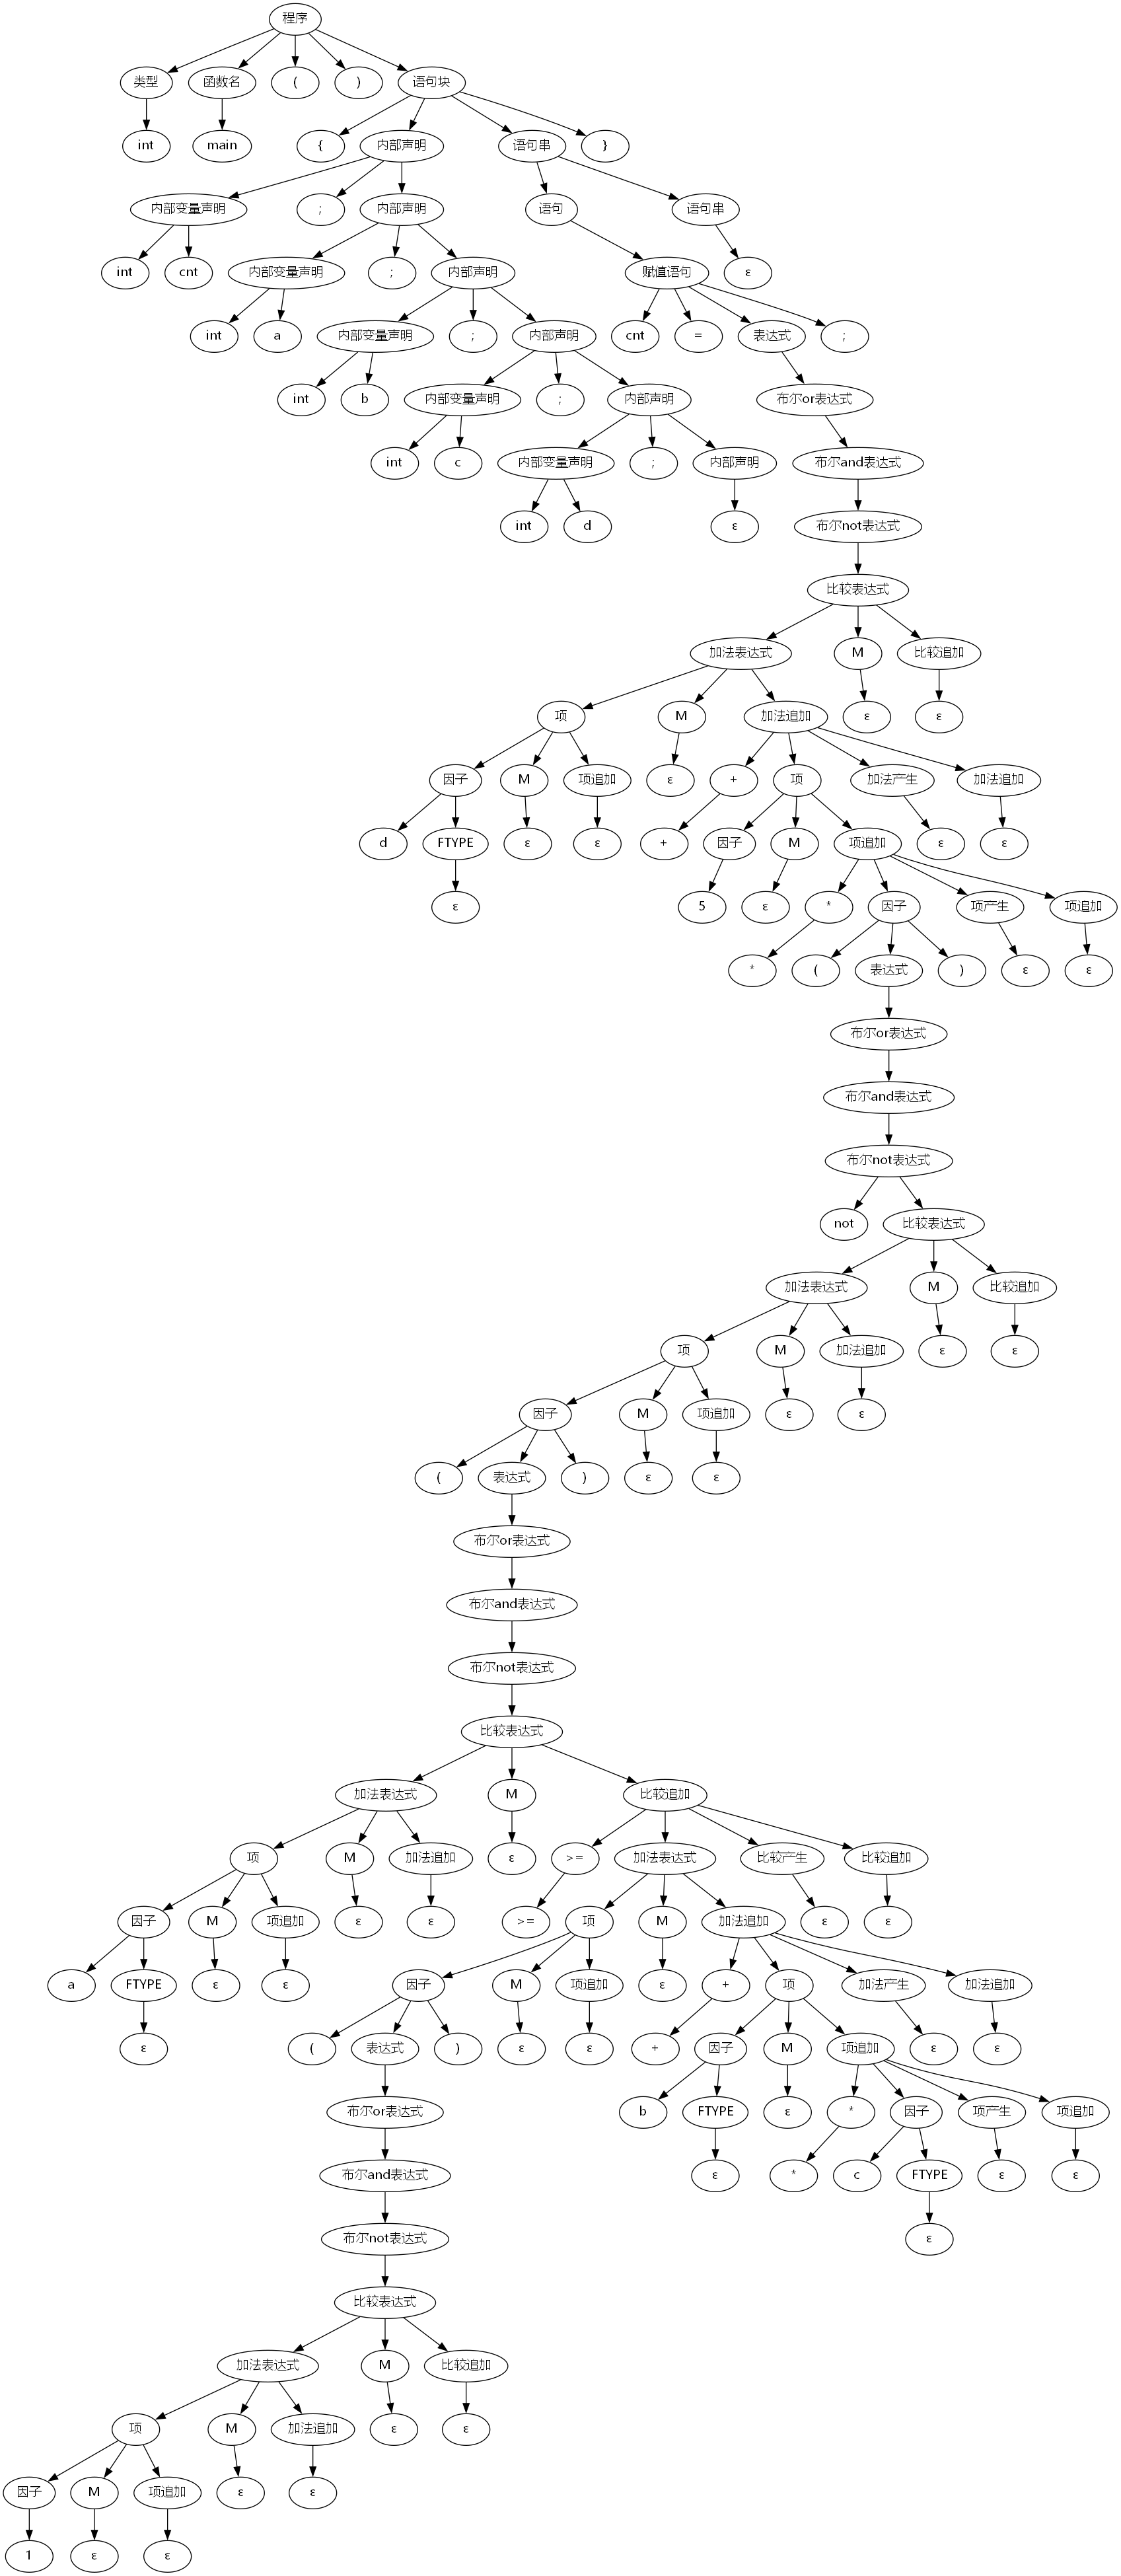 程序
类型 函数名 ( ) 语句块
int main { 内部声明 语句串 }
内部变量声明 ; 内部声明 语句 语句串
int cnt 内部变量声明 ; 内部声明 赋值语句 ε
int a 内部变量声明 ; 内部声明 cnt = 表达式 ;
int b 内部变量声明 ; 内部声明 布尔or表达式
int c 内部变量声明 ; 内部声明 布尔and表达式
int d ε 布尔not表达式
比较表达式
加法表达式 M 比较追加
项 M 加法追加 ε ε
因子 M 项追加 ε + 项 加法产生 加法追加
d FTYPE ε ε + 因子 M 项追加 ε ε
ε 5 ε * 因子 项产生 项追加
* ( 表达式 ) ε ε
布尔or表达式
布尔and表达式
布尔not表达式
not 比较表达式
加法表达式 M 比较追加
项 M 加法追加 ε ε
因子 M 项追加 ε ε
( 表达式 ) ε ε
布尔or表达式
布尔and表达式
布尔not表达式
比较表达式
加法表达式 M 比较追加
项 M 加法追加 ε >= 加法表达式 比较产生 比较追加
因子 M 项追加 ε ε >= 项 M 加法追加 ε ε
a FTYPE ε ε 因子 M 项追加 ε + 项 加法产生 加法追加
ε ( 表达式 ) ε ε + 因子 M 项追加 ε ε
布尔or表达式 b FTYPE ε * 因子 项产生 项追加
布尔and表达式 ε * c FTYPE ε ε
布尔not表达式 ε
比较表达式
加法表达式 M 比较追加
项 M 加法追加 ε ε
因子 M 项追加 ε ε
1 ε ε